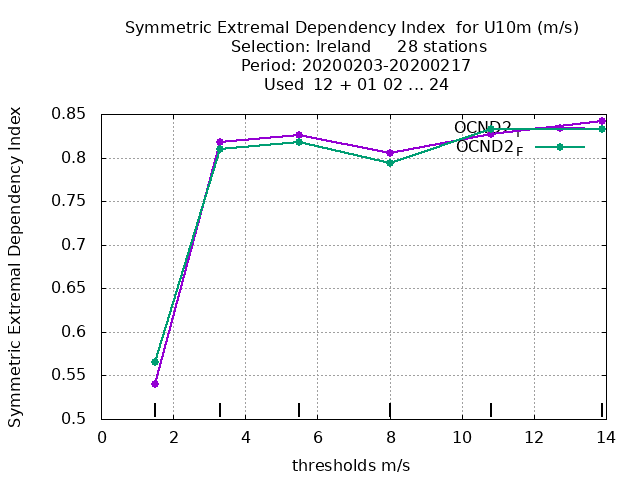 Symmetric Extremal Dependency Index for U10m (m/s)
Selection: Ireland 28 stations
Period: 20200203-20200217
Used 12 + 01 02 ... 24
Symmetric Extremal Dependency Index
0.85
0.8
0.75
0.7
0.65
0.6
0.55
0.5
OCND2
OCND2F
0 2 4 6 8 10 12 14
thresholds m/s